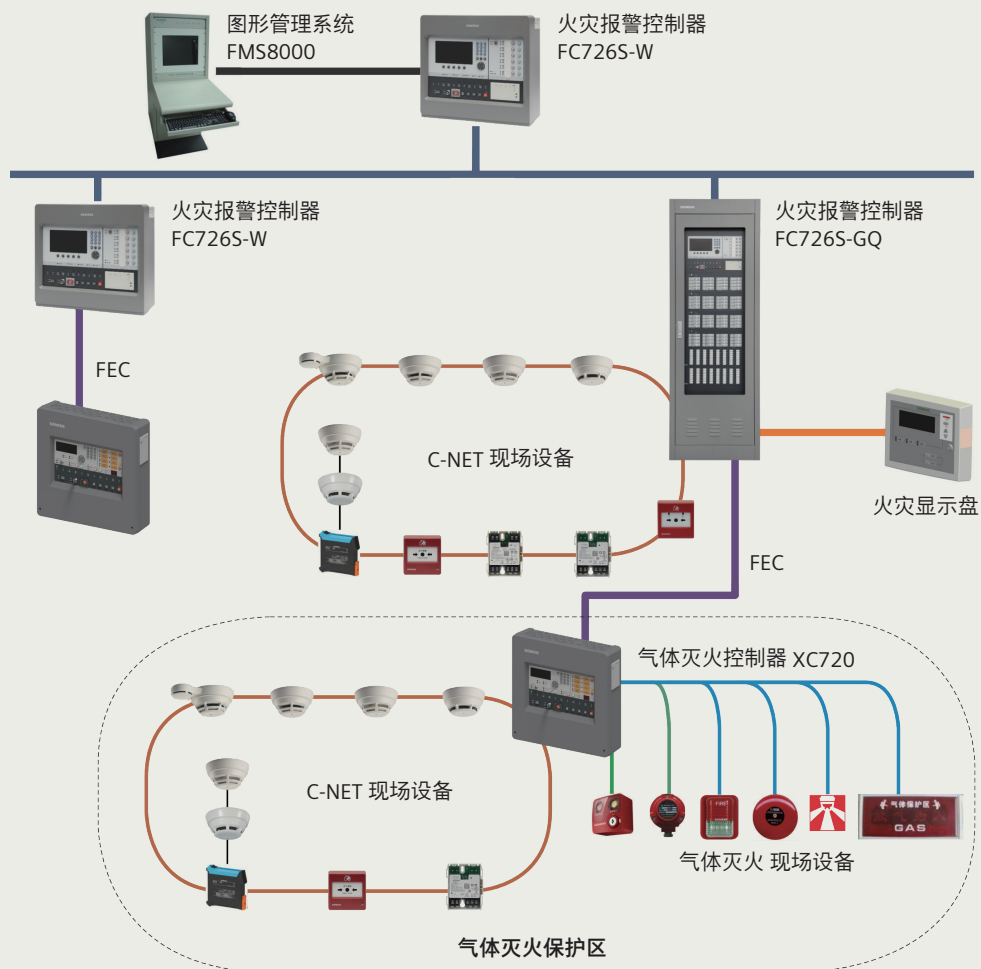 图形管理系统
FMS8000
火灾报警控制器
FC726S-W
火灾报警控制器
FC726S-W
火灾报警控制器
FC726S-GQ
FEC
C-NET 现场设备
火灾显示盘
FEC
气体灭火控制器 XC720
C-NET 现场设备
气体保护区
GAS
气体灭火 现场设备
气体灭火保护区